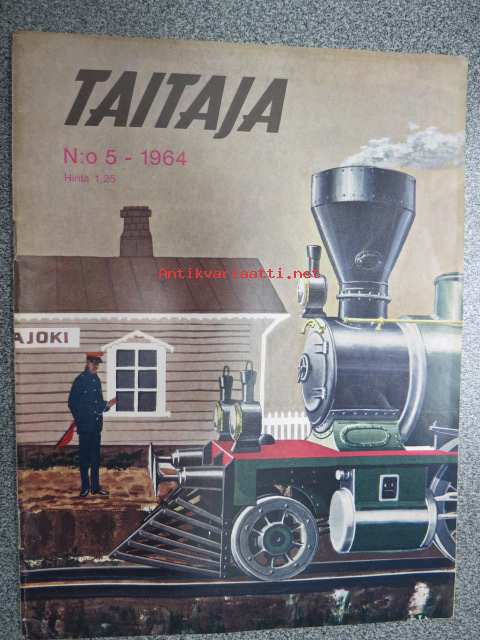 TAITAJA
N:o 5 - 1964
Hinta 1,25
Antikvariaatti.net
AJOKI